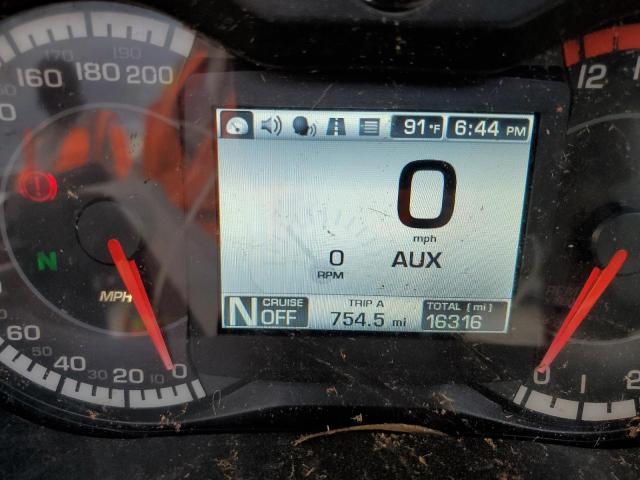 170 190
160 180 200
91°F 6:44 PM
0
mph
0
RPM
AUX
N CRUISE OFF
TRIP A
754.5 mi
TOTAL [mi]
16316
N
MPH
60 50 40 30 20 10 0
12
0 1 2